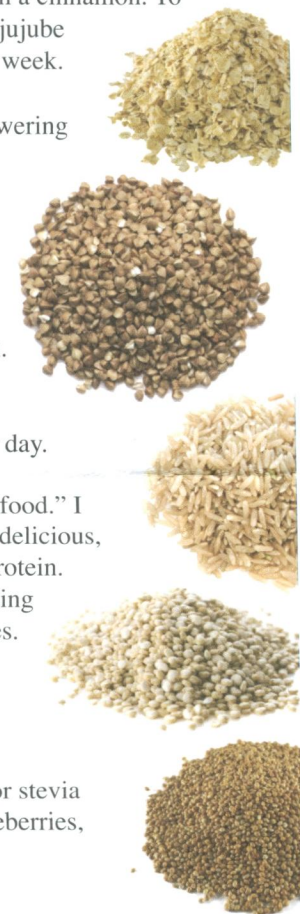 a cinnamon. To
jujube
week.
wering
.
day.
food.” I
delicious,
rotein.
ing
es.
or stevia
eberries,